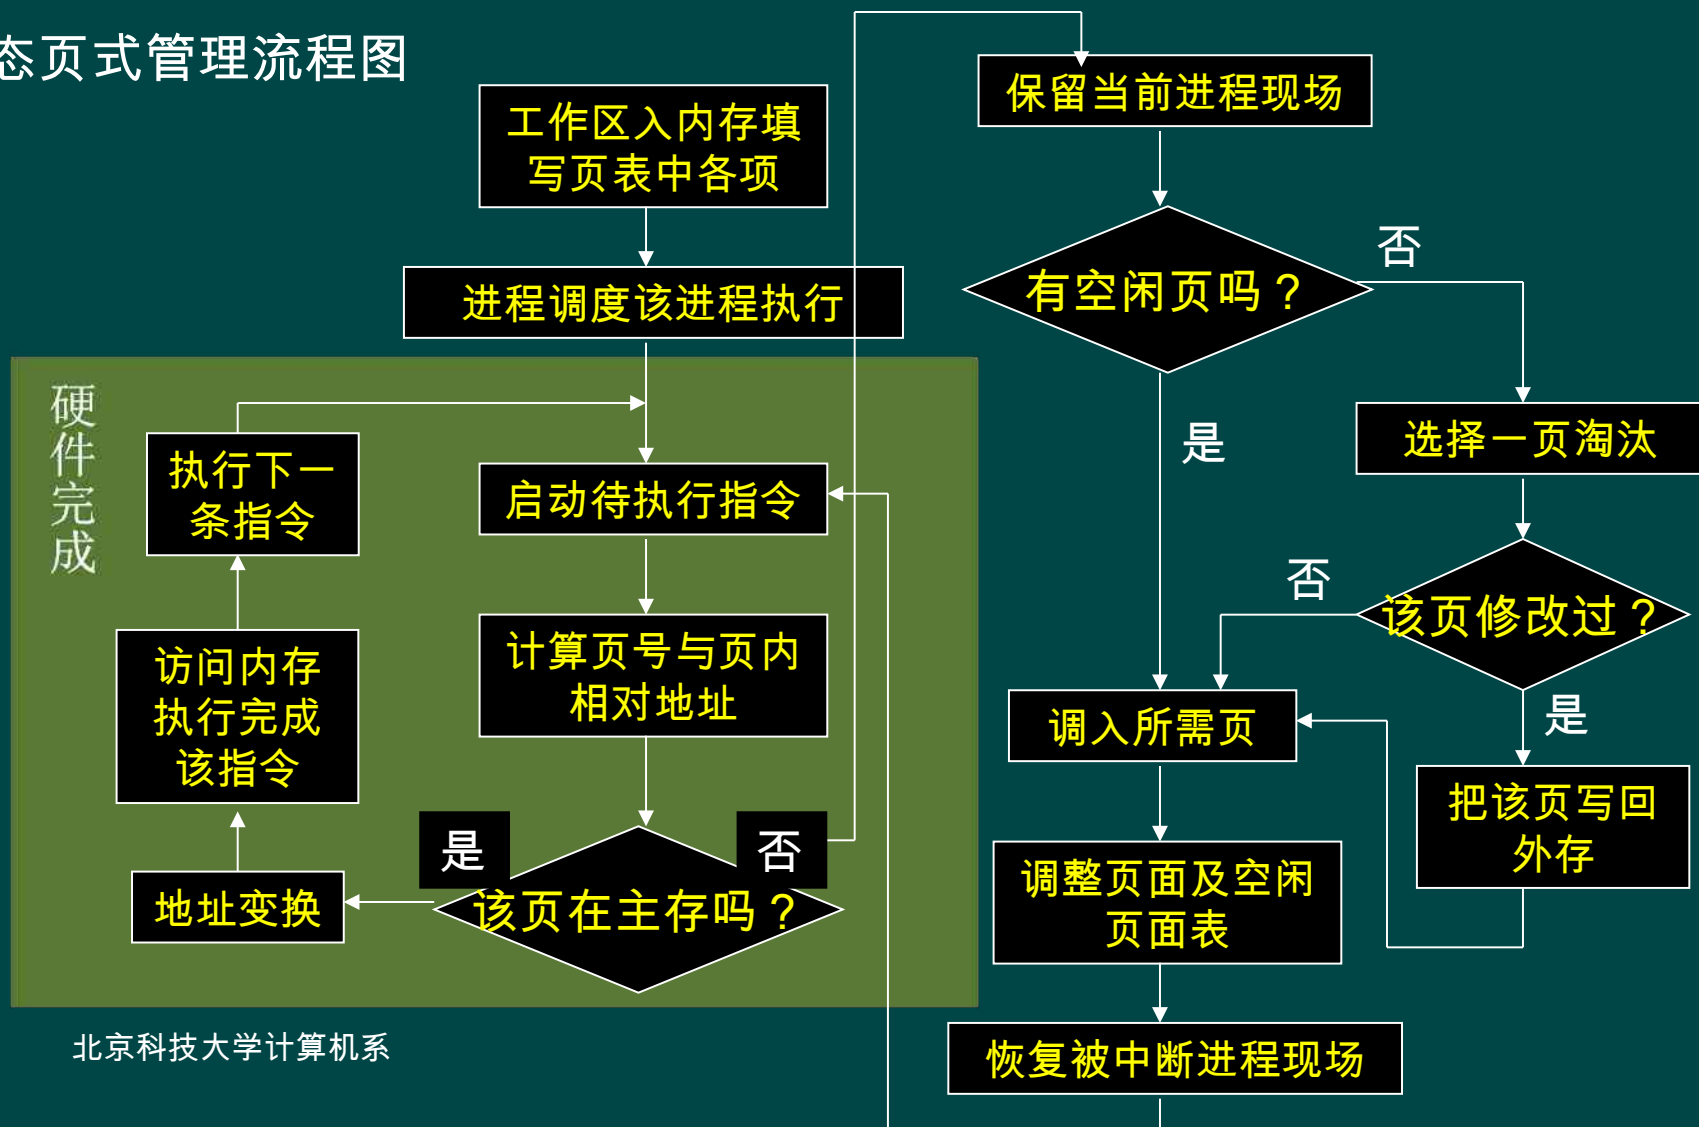 态页式管理流程图
工作区入内存填
写页表中各项
进程调度该进程执行
硬件完成
执行下一
条指令
启动待执行指令
访问内存
执行完成
该指令
计算页号与页内
相对地址
是
否
地址变换
该页在主存吗？
保留当前进程现场
有空闲页吗？
否
是
选择一页淘汰
否
该页修改过？
是
调入所需页
把该页写回
外存
调整页面及空闲
页面表
恢复被中断进程现场
北京科技大学计算机系